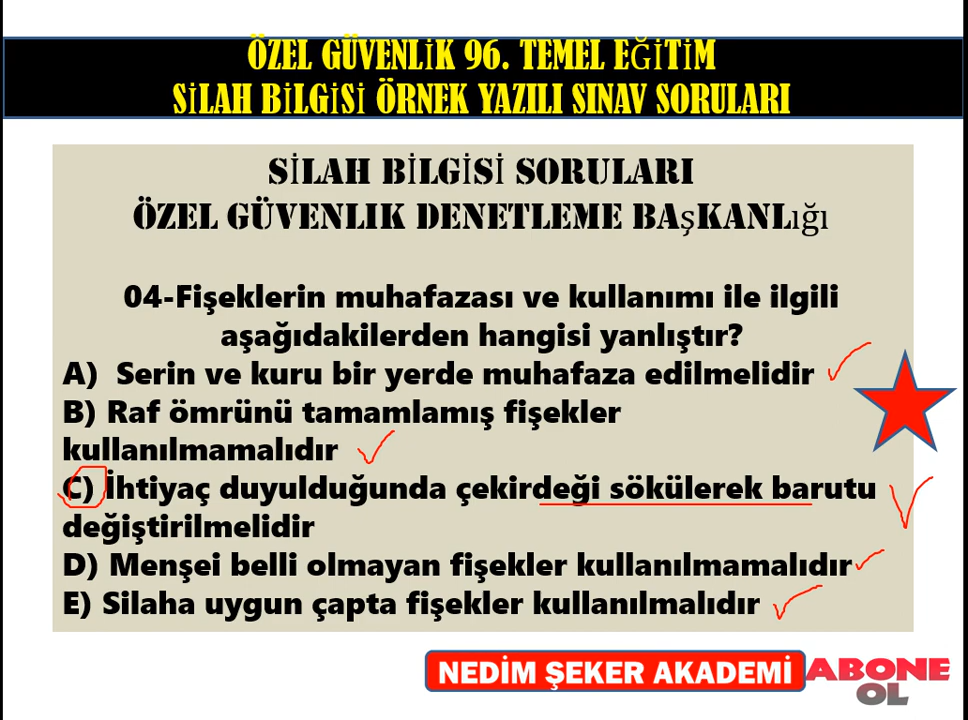 ÖZEL GÜVENLİK 96. TEMEL EĞİTİM
SİLAH BİLGİSİ ÖRNEK YAZILI SINAV SORULARI
SİLAH BİLGİSİ SORULARI
ÖZEL GÜVENLIK DENETLEME BAŞKANLığı
04-Fişeklerin muhafazası ve kullanımı ile ilgili
aşağıdakilerden hangisi yanlıştır?
A) Serin ve kuru bir yerde muhafaza edilmelidir
B) Raf ömrünü tamamlamış fişekler
kullanılmamalıdır
C) İhtiyaç duyulduğunda çekirdeği sökülerek barutu
değiştirilmelidir
D) Menşei belli olmayan fişekler kullanılmamalıdır
E) Silaha uygun çapta fişekler kullanılmalıdır
NEDİM ŞEKER AKADEMİ
ABONE
OL